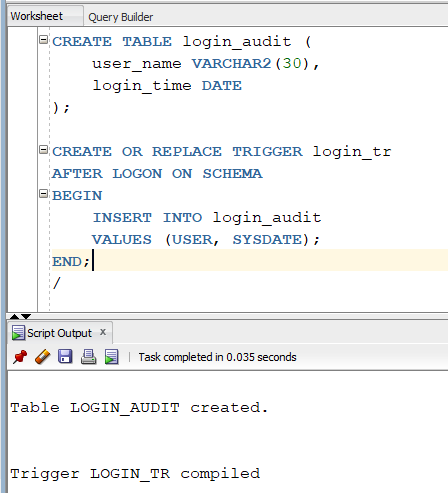 Worksheet Query Builder
CREATE TABLE login_audit (
    user_name VARCHAR2(30),
    login_time DATE
);
CREATE OR REPLACE TRIGGER login_tr
AFTER LOGON ON SCHEMA
BEGIN
    INSERT INTO login_audit
    VALUES (USER, SYSDATE);
END;
/
Script Output x
Task completed in 0.035 seconds
Table LOGIN_AUDIT created.
Trigger LOGIN_TR compiled